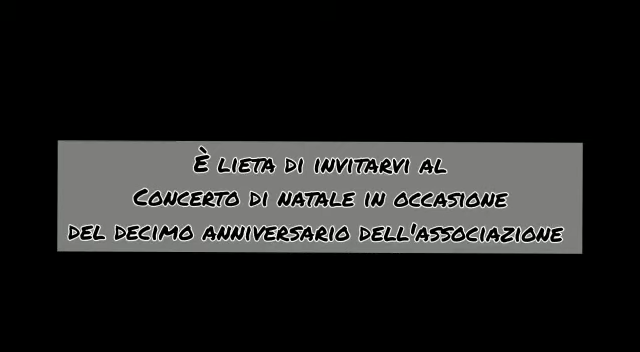 È lieta di invitarvi al
Concerto di natale in occasione
del decimo anniversario dell'associazione